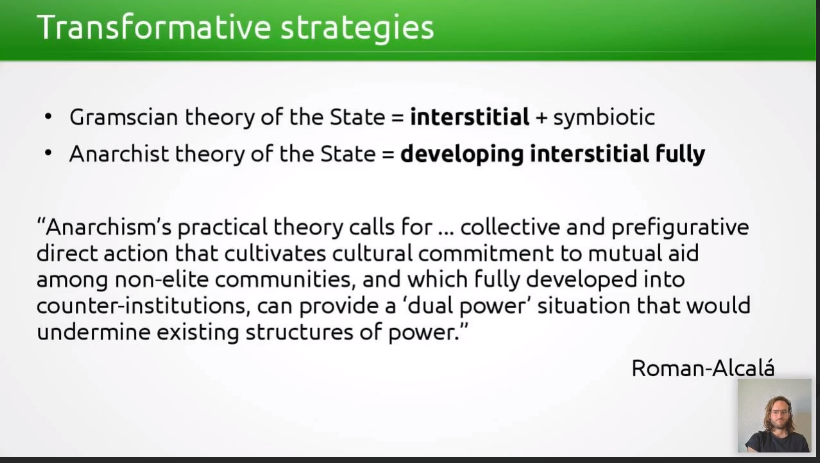 Transformative strategies
• Gramscian theory of the State = interstitial + symbiotic
• Anarchist theory of the State = developing interstitial fully
“Anarchism’s practical theory calls for ... collective and prefigurative
direct action that cultivates cultural commitment to mutual aid
among non-elite communities, and which fully developed into
counter-institutions, can provide a ‘dual power’ situation that would
undermine existing structures of power.”
Roman-Alcalá